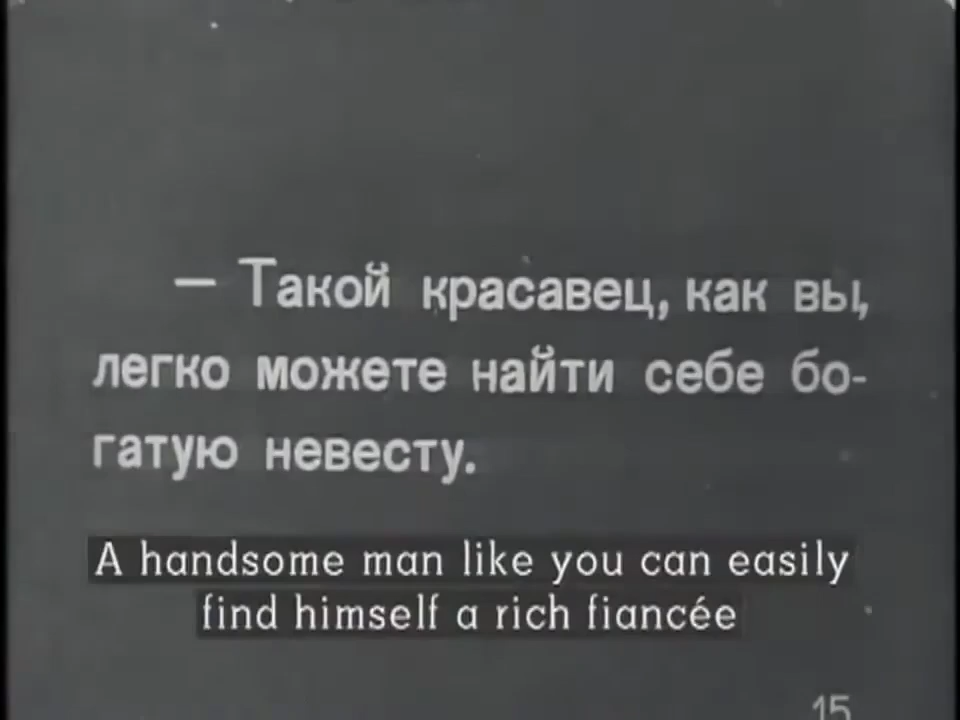 — Такой красавец, как вы,
легко можете найти себе бо-
гатую невесту.
A handsome man like you can easily
find himself a rich fiancée
15